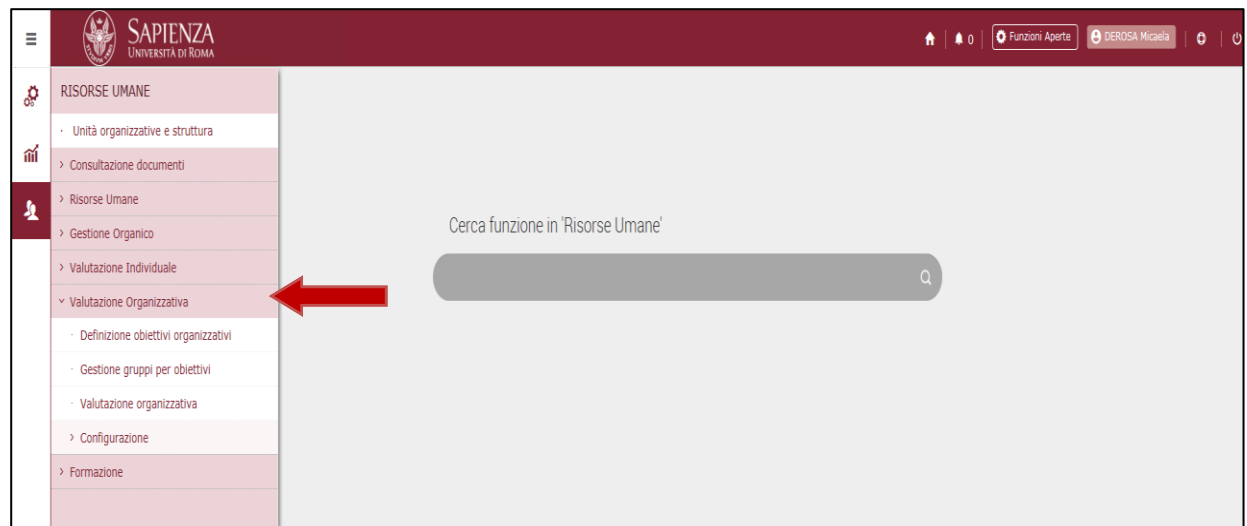 SAPIENZA
UNIVERSITÀ DI ROMA
0
Funzioni Aperte
DEROSA Micaela
RISORSE UMANE
Unità organizzative e struttura
Consultazione documenti
Risorse Umane
Gestione Organico
Valutazione Individuale
Valutazione Organizzativa
Definizione obiettivi organizzativi
Gestione gruppi per obiettivi
Valutazione organizzativa
Configurazione
Formazione
Cerca funzione in 'Risorse Umane'